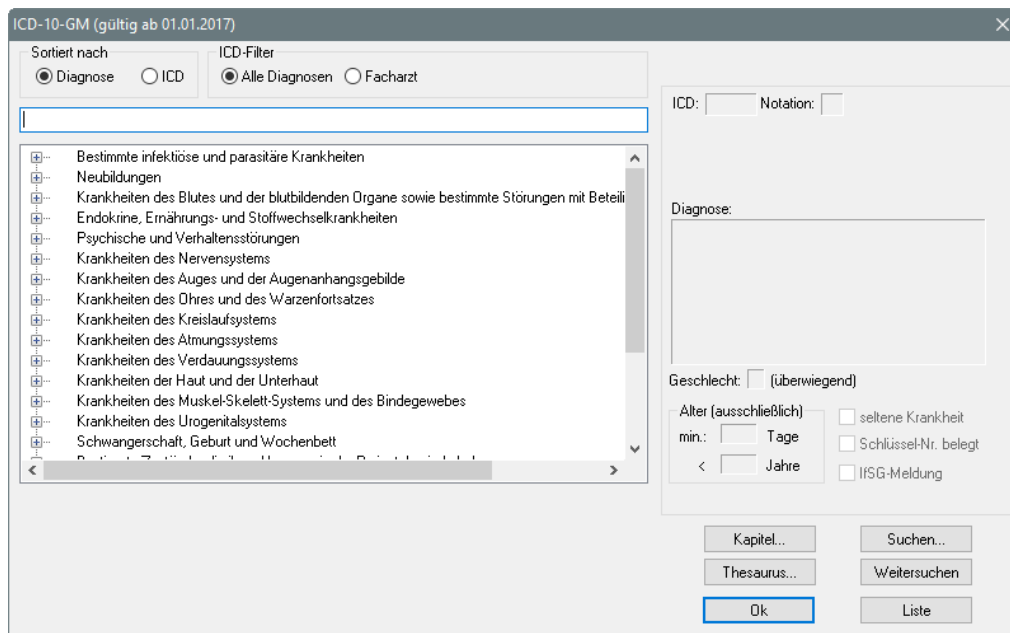 ICD-10-GM (gültig ab 01.01.2017)
Sortiert nach
Diagnose ICD
ICD-Filter
Alle Diagnosen Facharzt
Bestimmte infektiöse und parasitäre Krankheiten
Neubildungen
Krankheiten des Blutes und der blutbildenden Organe sowie bestimmte Störungen mit Beteili
Endokrine, Ernährungs- und Stoffwechselkrankheiten
Psychische und Verhaltensstörungen
Krankheiten des Nervensystems
Krankheiten des Auges und der Augenanhangsgebilde
Krankheiten des Ohres und des Warzenfortsatzes
Krankheiten des Kreislaufsystems
Krankheiten des Atmungssystems
Krankheiten des Verdauungssystems
Krankheiten der Haut und der Unterhaut
Krankheiten des Muskel-Skelett-Systems und des Bindegewebes
Krankheiten des Urogenitalsystems
Schwangerschaft, Geburt und Wochenbett
ICD: Notation:
Diagnose:
Geschlecht: (überwiegend)
Alter (ausschließlich)
min.: Tage
< Jahre
seltene Krankheit
Schlüssel-Nr. belegt
IfSG-Meldung
Kapitel... Suchen...
Thesaurus... Weitersuchen
Ok Liste